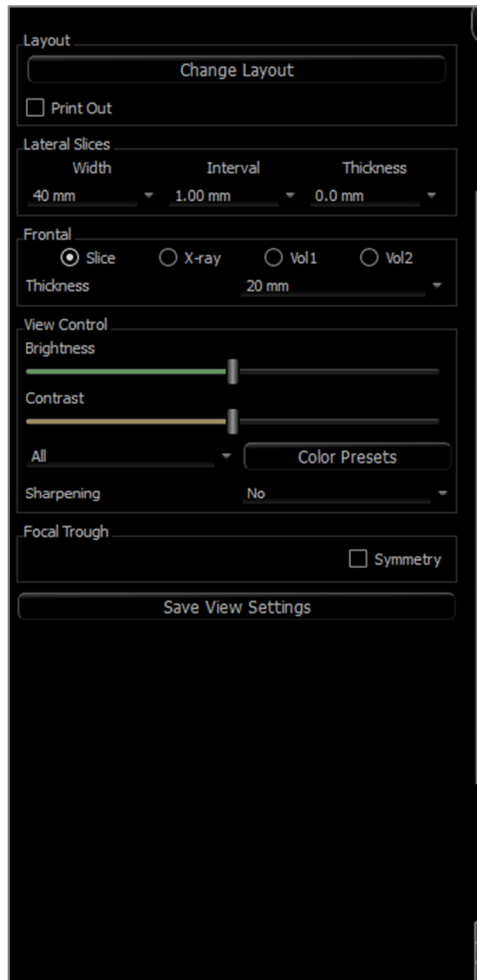 Layout
Change Layout
Print Out
Lateral Slices
Width Interval Thickness
40 mm 1.00 mm 0.0 mm
Frontal
Slice X-ray Vol1 Vol2
Thickness 20 mm
View Control
Brightness
Contrast
All Color Presets
Sharpening No
Focal Trough
Symmetry
Save View Settings